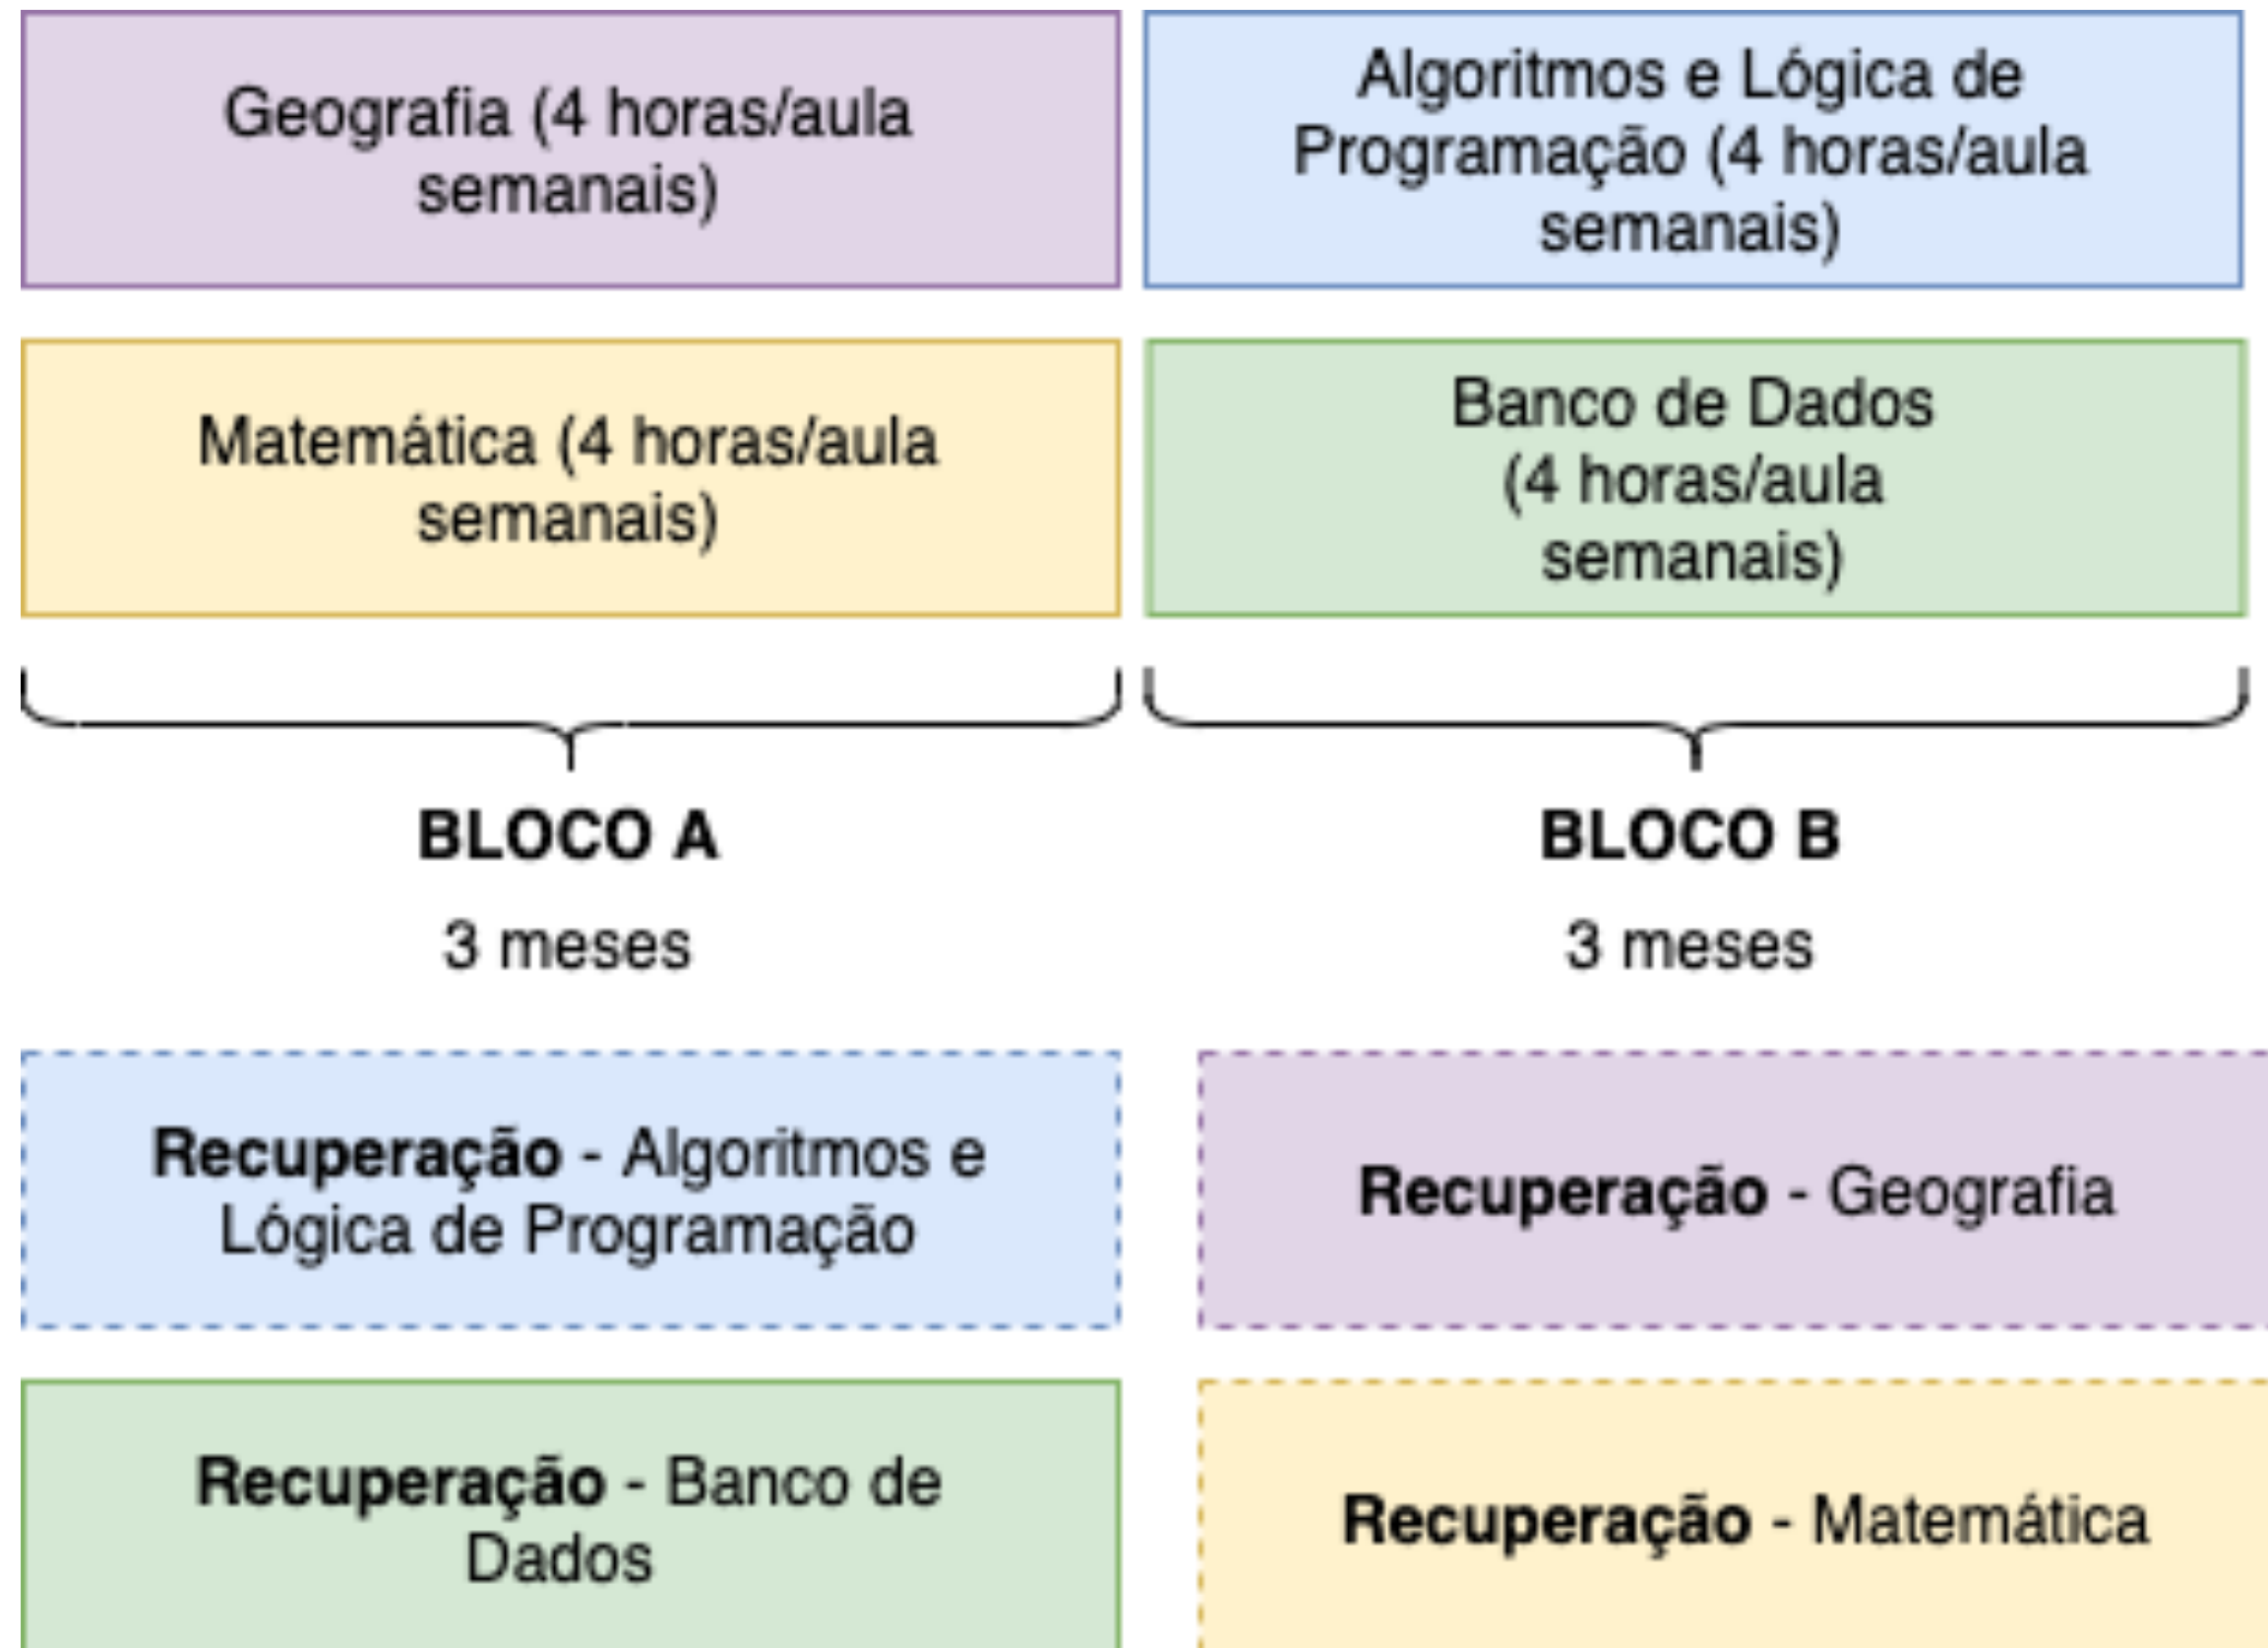 Geografia (4 horas/aula
semanais)
Algoritmos e Lógica de
Programação (4 horas/aula
semanais)
Matemática (4 horas/aula
semanais)
Banco de Dados
(4 horas/aula
semanais)
BLOCO A
3 meses
BLOCO B
3 meses
Recuperação - Algoritmos e
Lógica de Programação
Recuperação - Geografia
Recuperação - Banco de
Dados
Recuperação - Matemática